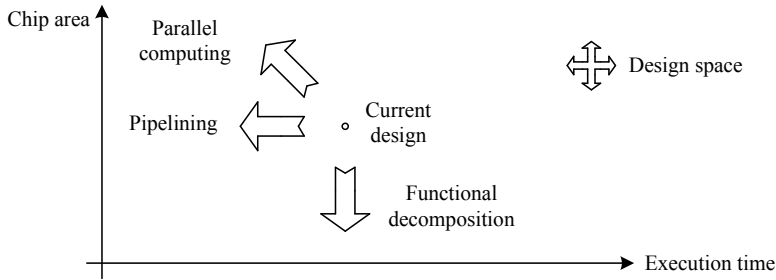 Chip area
Parallel
computing
Design space
Pipelining
Current
design
Functional
decomposition
Execution time